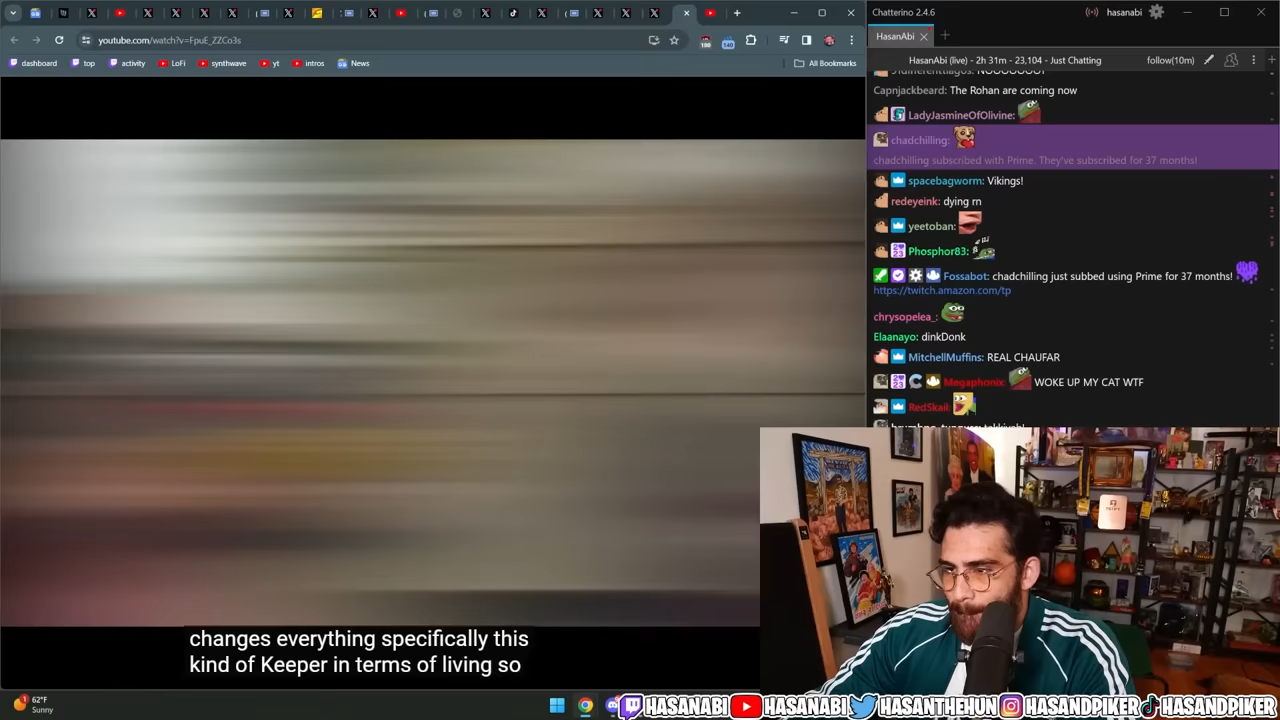 Chatterino 2.4.6
hasanabi
HasanAbi
youtube.com/watch?v=FpuE_ZZCo3s
HasanAbi (live) - 2h 31m - 23,104 - Just Chatting
follow(10m)
dashboard
top
activity
LoFi
synthwave
yt
intros
News
All Bookmarks
Capnjackbeard: The Rohan are coming now
LadyJasmineOfOlivine:
chadchilling:
chadchilling subscribed with Prime. They've subscribed for 37 months!
spacebagworm: Vikings!
redeyeink: dying rn
yeetoban:
Phosphor83:
Fossabot: chadchilling just subbed using Prime for 37 months!
https://twitch.amazon.com/tp
chrysopelea_:
Elaanayo: dinkDonk
MitchellMuffins: REAL CHAUFAR
Megaphonix: WOKE UP MY CAT WTF
RedSkail:
changes everything specifically this
kind of Keeper in terms of living so
62°F
Sunny
HASANABI
HASANABI
HASANTHEHUN
HASANDPIKER
HASANDPIKER